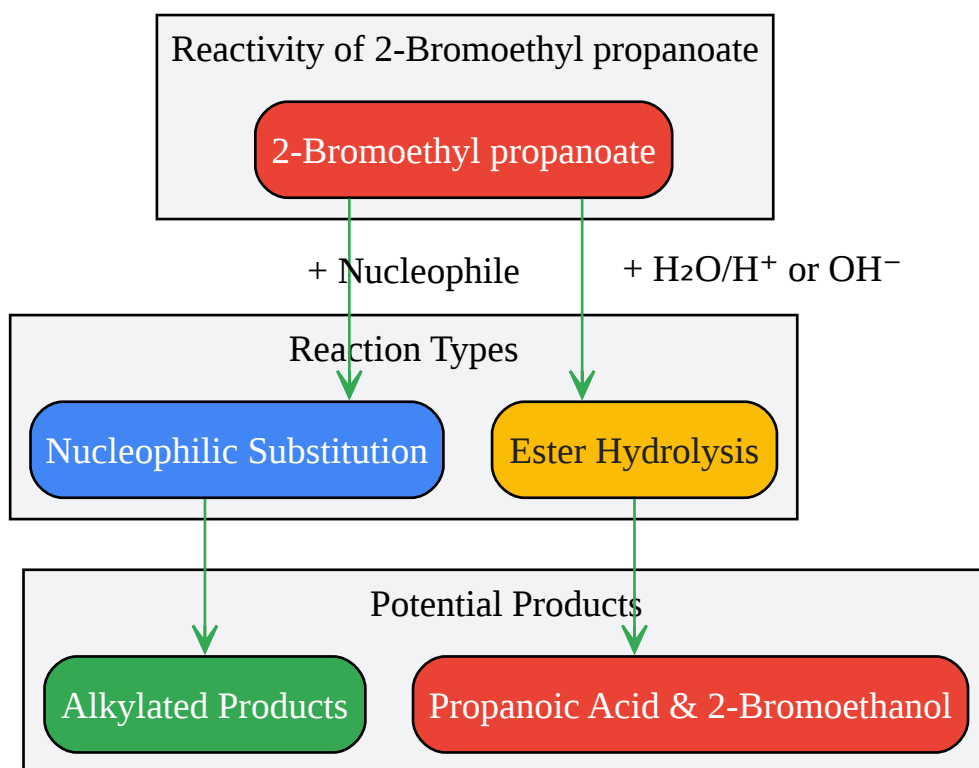 Reactivity of 2-Bromoethyl propanoate
2-Bromoethyl propanoate
+ Nucleophile
+ H₂O/H⁺ or OH⁻
Reaction Types
Nucleophilic Substitution
Ester Hydrolysis
Potential Products
Alkylated Products
Propanoic Acid & 2-Bromoethanol